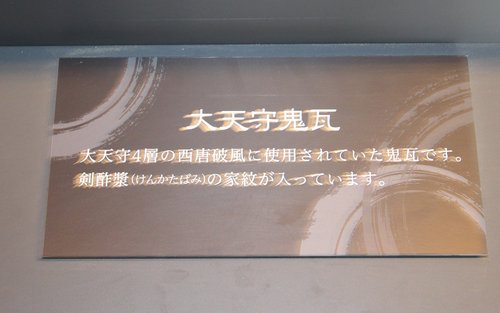 大天守鬼瓦
大天守4層の西唐破風に使用されていた鬼瓦です。
剣酢漿(けんかたばみ)の家紋が入っています。